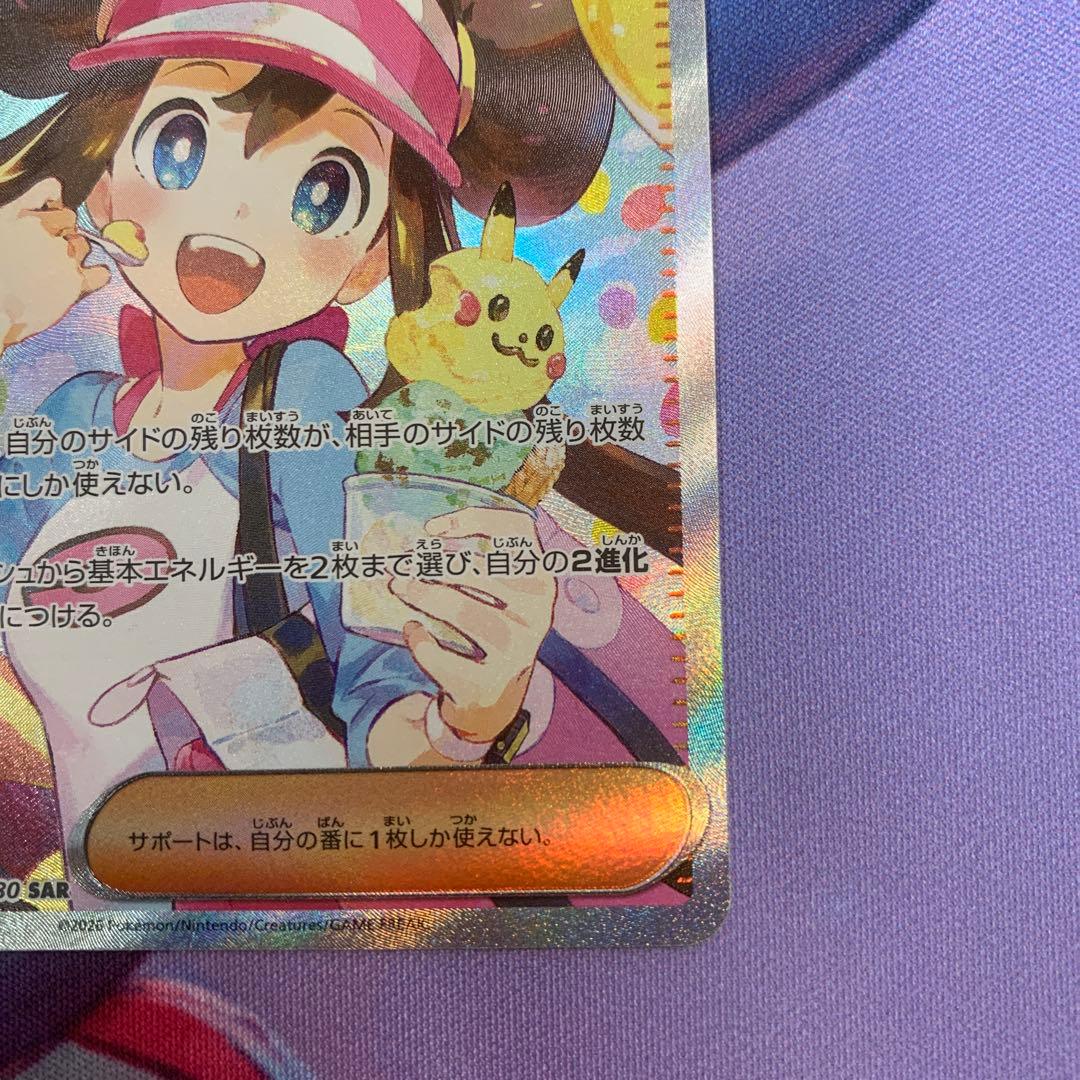 自分のサイドの残り枚数が、相手のサイドの残り枚数
にしか使えない。
シュから基本エネルギーを2枚まで選び、自分の2進化
につける。
サポートは、自分の番に1枚しか使えない。
80 SAR
©2026 Pokémon/Nintendo/Creatures/GAME FREAK